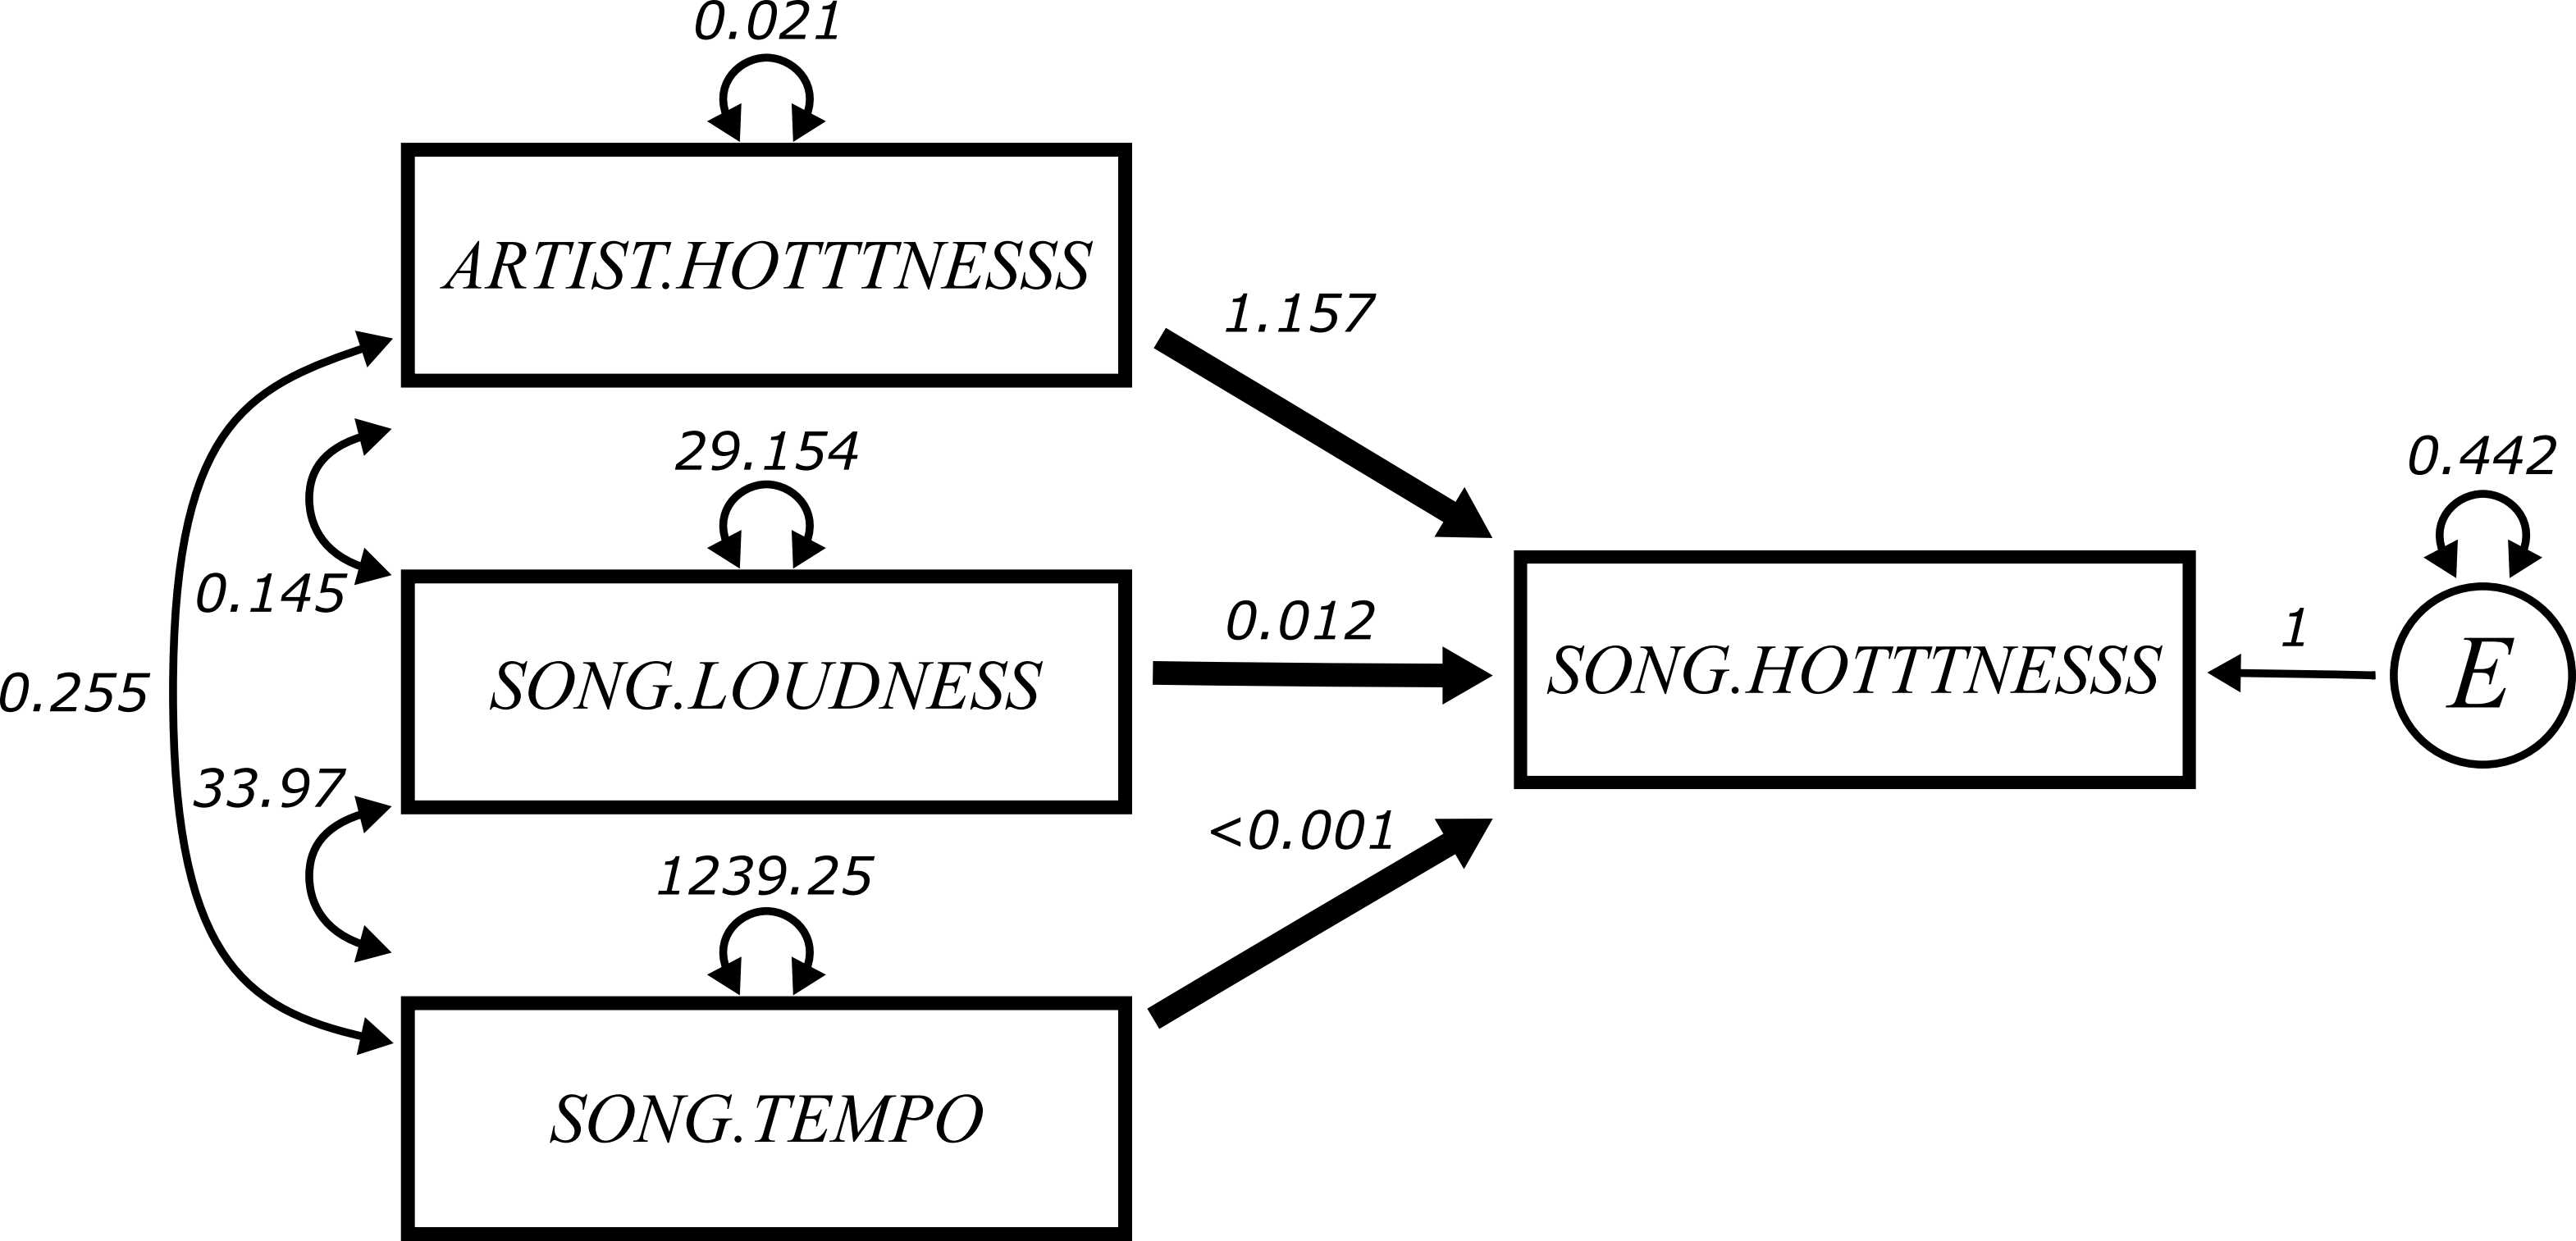 0.021
ARTIST.HOTTTNESSS
1.157
29.154
0.442
0.145
0.012
1
SONG.LOUDNESS
SONG.HOTTTNESSS
E
0.255
33.97
<0.001
1239.25
SONG.TEMPO